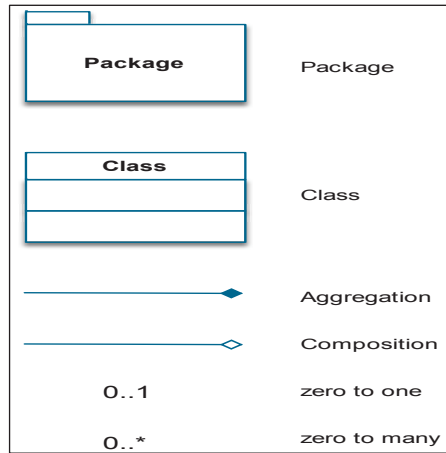 Package Package
Class
Class
Aggregation
Composition
0..1 zero to one
0..* zero to many